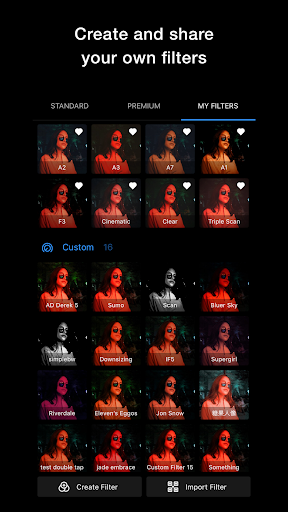 Create and share
your own filters
STANDARD PREMIUM MY FILTERS
A2 A3 A7 A1
F3 Cinematic Clear Triple Scan
Custom 16
AD Derek 5 Sumo Scan Bluer Sky
simplebw Downsizing IF5 Supergirl
Riverdale Eleven's Eggos Jon Snow 糖果人像
test double tap jade embrace Custom Filter 15 Something
Create Filter Import Filter